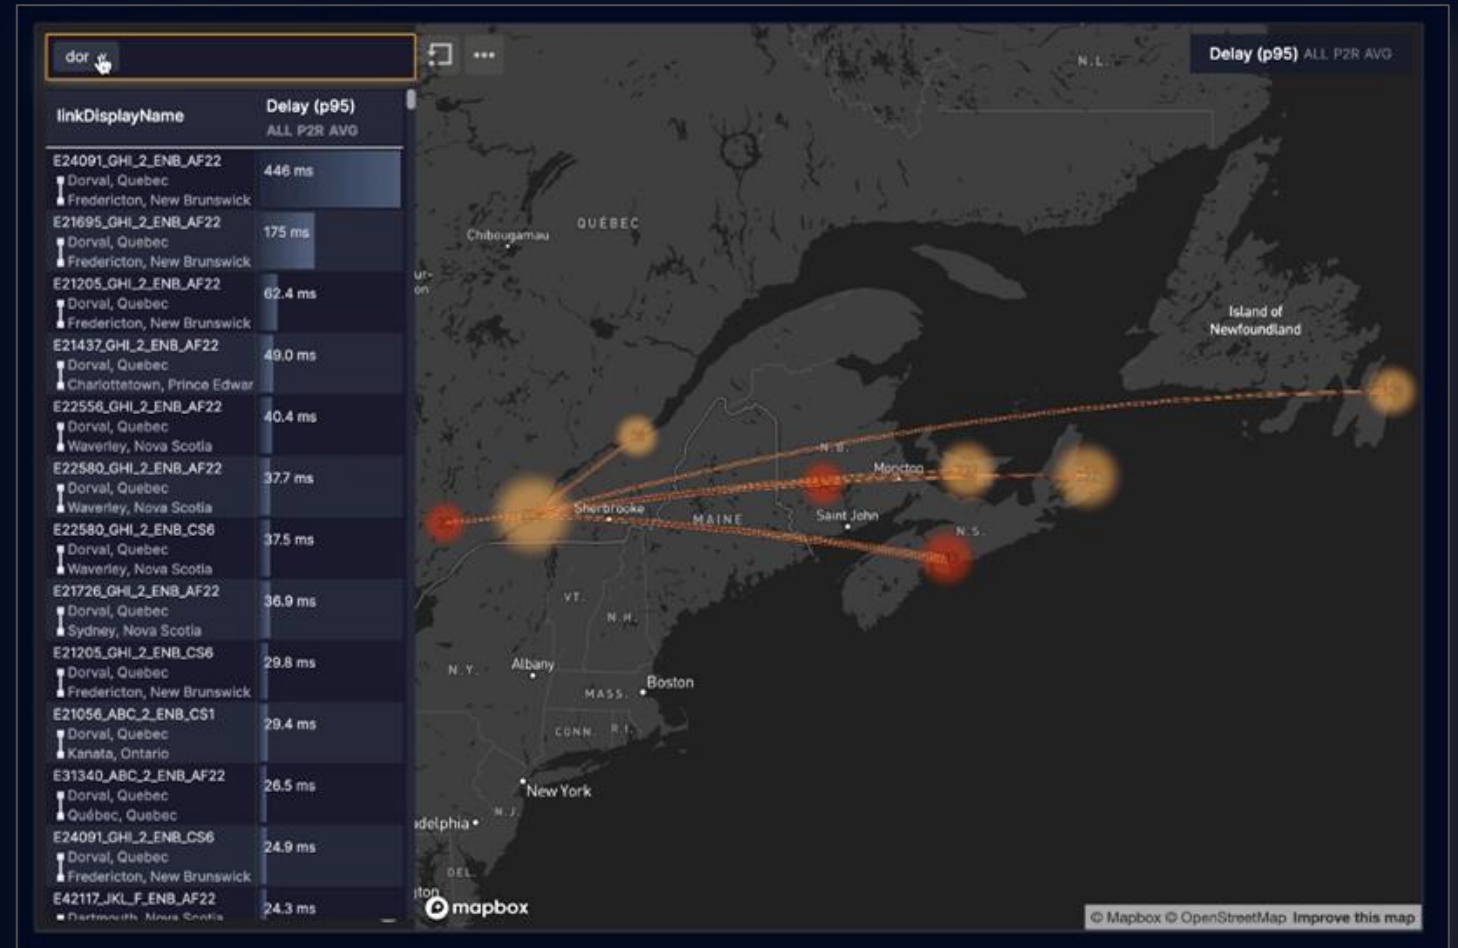 dor
Delay (p95) ALL P2R AVG
linkDisplayName
Delay (p95)
ALL P2R AVG
E24091_GHI_2_ENB_AF22
446 ms
Dorval, Quebec
Fredericton, New Brunswick
E21695_GHI_2_ENB_AF22
175 ms
Dorval, Quebec
Fredericton, New Brunswick
E21205_GHI_2_ENB_AF22
62.4 ms
Dorval, Quebec
Fredericton, New Brunswick
E21437_GHI_2_ENB_AF22
49.0 ms
Dorval, Quebec
Charlottetown, Prince Edwar
E22556_GHI_2_ENB_AF22
40.4 ms
Dorval, Quebec
Waverley, Nova Scotia
E22580_GHI_2_ENB_AF22
37.7 ms
Dorval, Quebec
Waverley, Nova Scotia
E22580_GHI_2_ENB_CS6
37.5 ms
Dorval, Quebec
Waverley, Nova Scotia
E21726_GHI_2_ENB_AF22
36.9 ms
Dorval, Quebec
Sydney, Nova Scotia
E21205_GHI_2_ENB_CS6
29.8 ms
Dorval, Quebec
Fredericton, New Brunswick
E21056_ABC_2_ENB_CS1
29.4 ms
Dorval, Quebec
Kanata, Ontario
E31340_ABC_2_ENB_AF22
26.5 ms
Dorval, Quebec
Québec, Quebec
E24091_GHI_2_ENB_CS6
24.9 ms
Dorval, Quebec
Fredericton, New Brunswick
E42117_JKL_F_ENB_AF22
24.3 ms
Dartmouth, Nova Scotia
N.L.
QUÉBEC
Chibougamau
ur-
on
Island of
Newfoundland
N.B.
Moncton
Sherbrooke
MAINE
Saint John
N.S.
VT.
N.H.
N.Y.
Albany
MASS.
Boston
CONN.
R.I.
New York
N.J.
adelphia
DEL.
gton
mapbox
© Mapbox © OpenStreetMap Improve this map